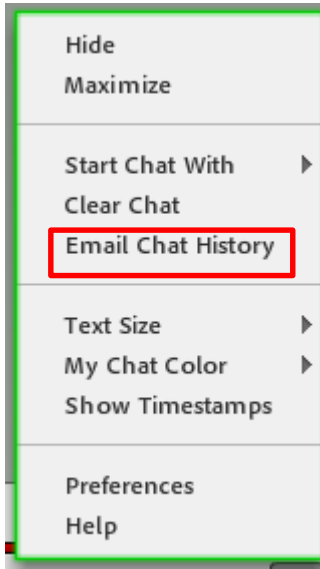 Hide
Maximize
Start Chat With
Clear Chat
Email Chat History
Text Size
My Chat Color
Show Timestamps
Preferences
Help